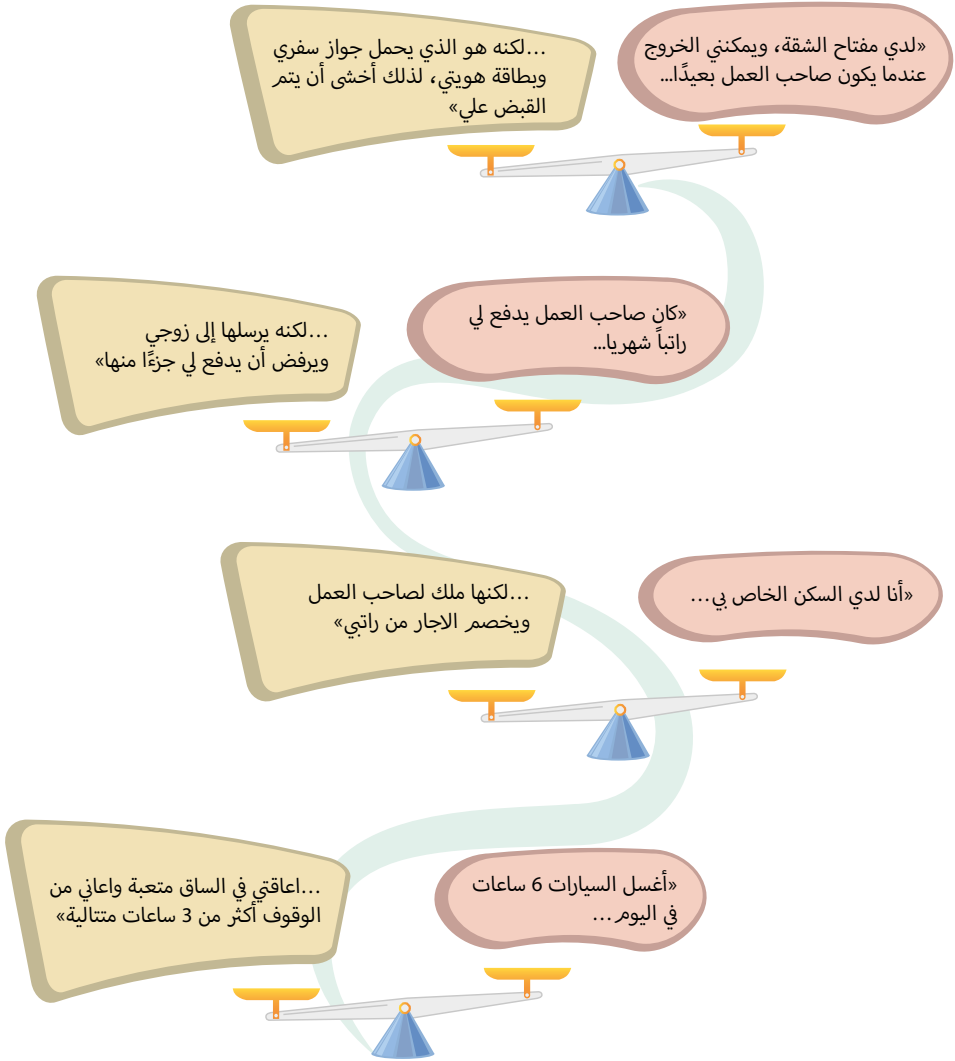 «لدي مفتاح الشقة، ويمكنني الخروج
عندما يكون صاحب العمل بعيدًا...
...لكنه هو الذي يحمل جواز سفري
وبطاقة هويتي، لذلك أخشى أن يتم
القبض علي»
«كان صاحب العمل يدفع لي
راتباً شهريا...
...لكنه يرسلها إلى زوجي
ويرفض أن يدفع لي جزءًا منها»
«أنا لدي السكن الخاص بي...
...لكنها ملك لصاحب العمل
ويخصم الاجار من راتبي»
«أغسل السيارات 6 ساعات
في اليوم...
...اعاقتي في الساق متعبة واعاني من
الوقوف أكثر من 3 ساعات متتالية»